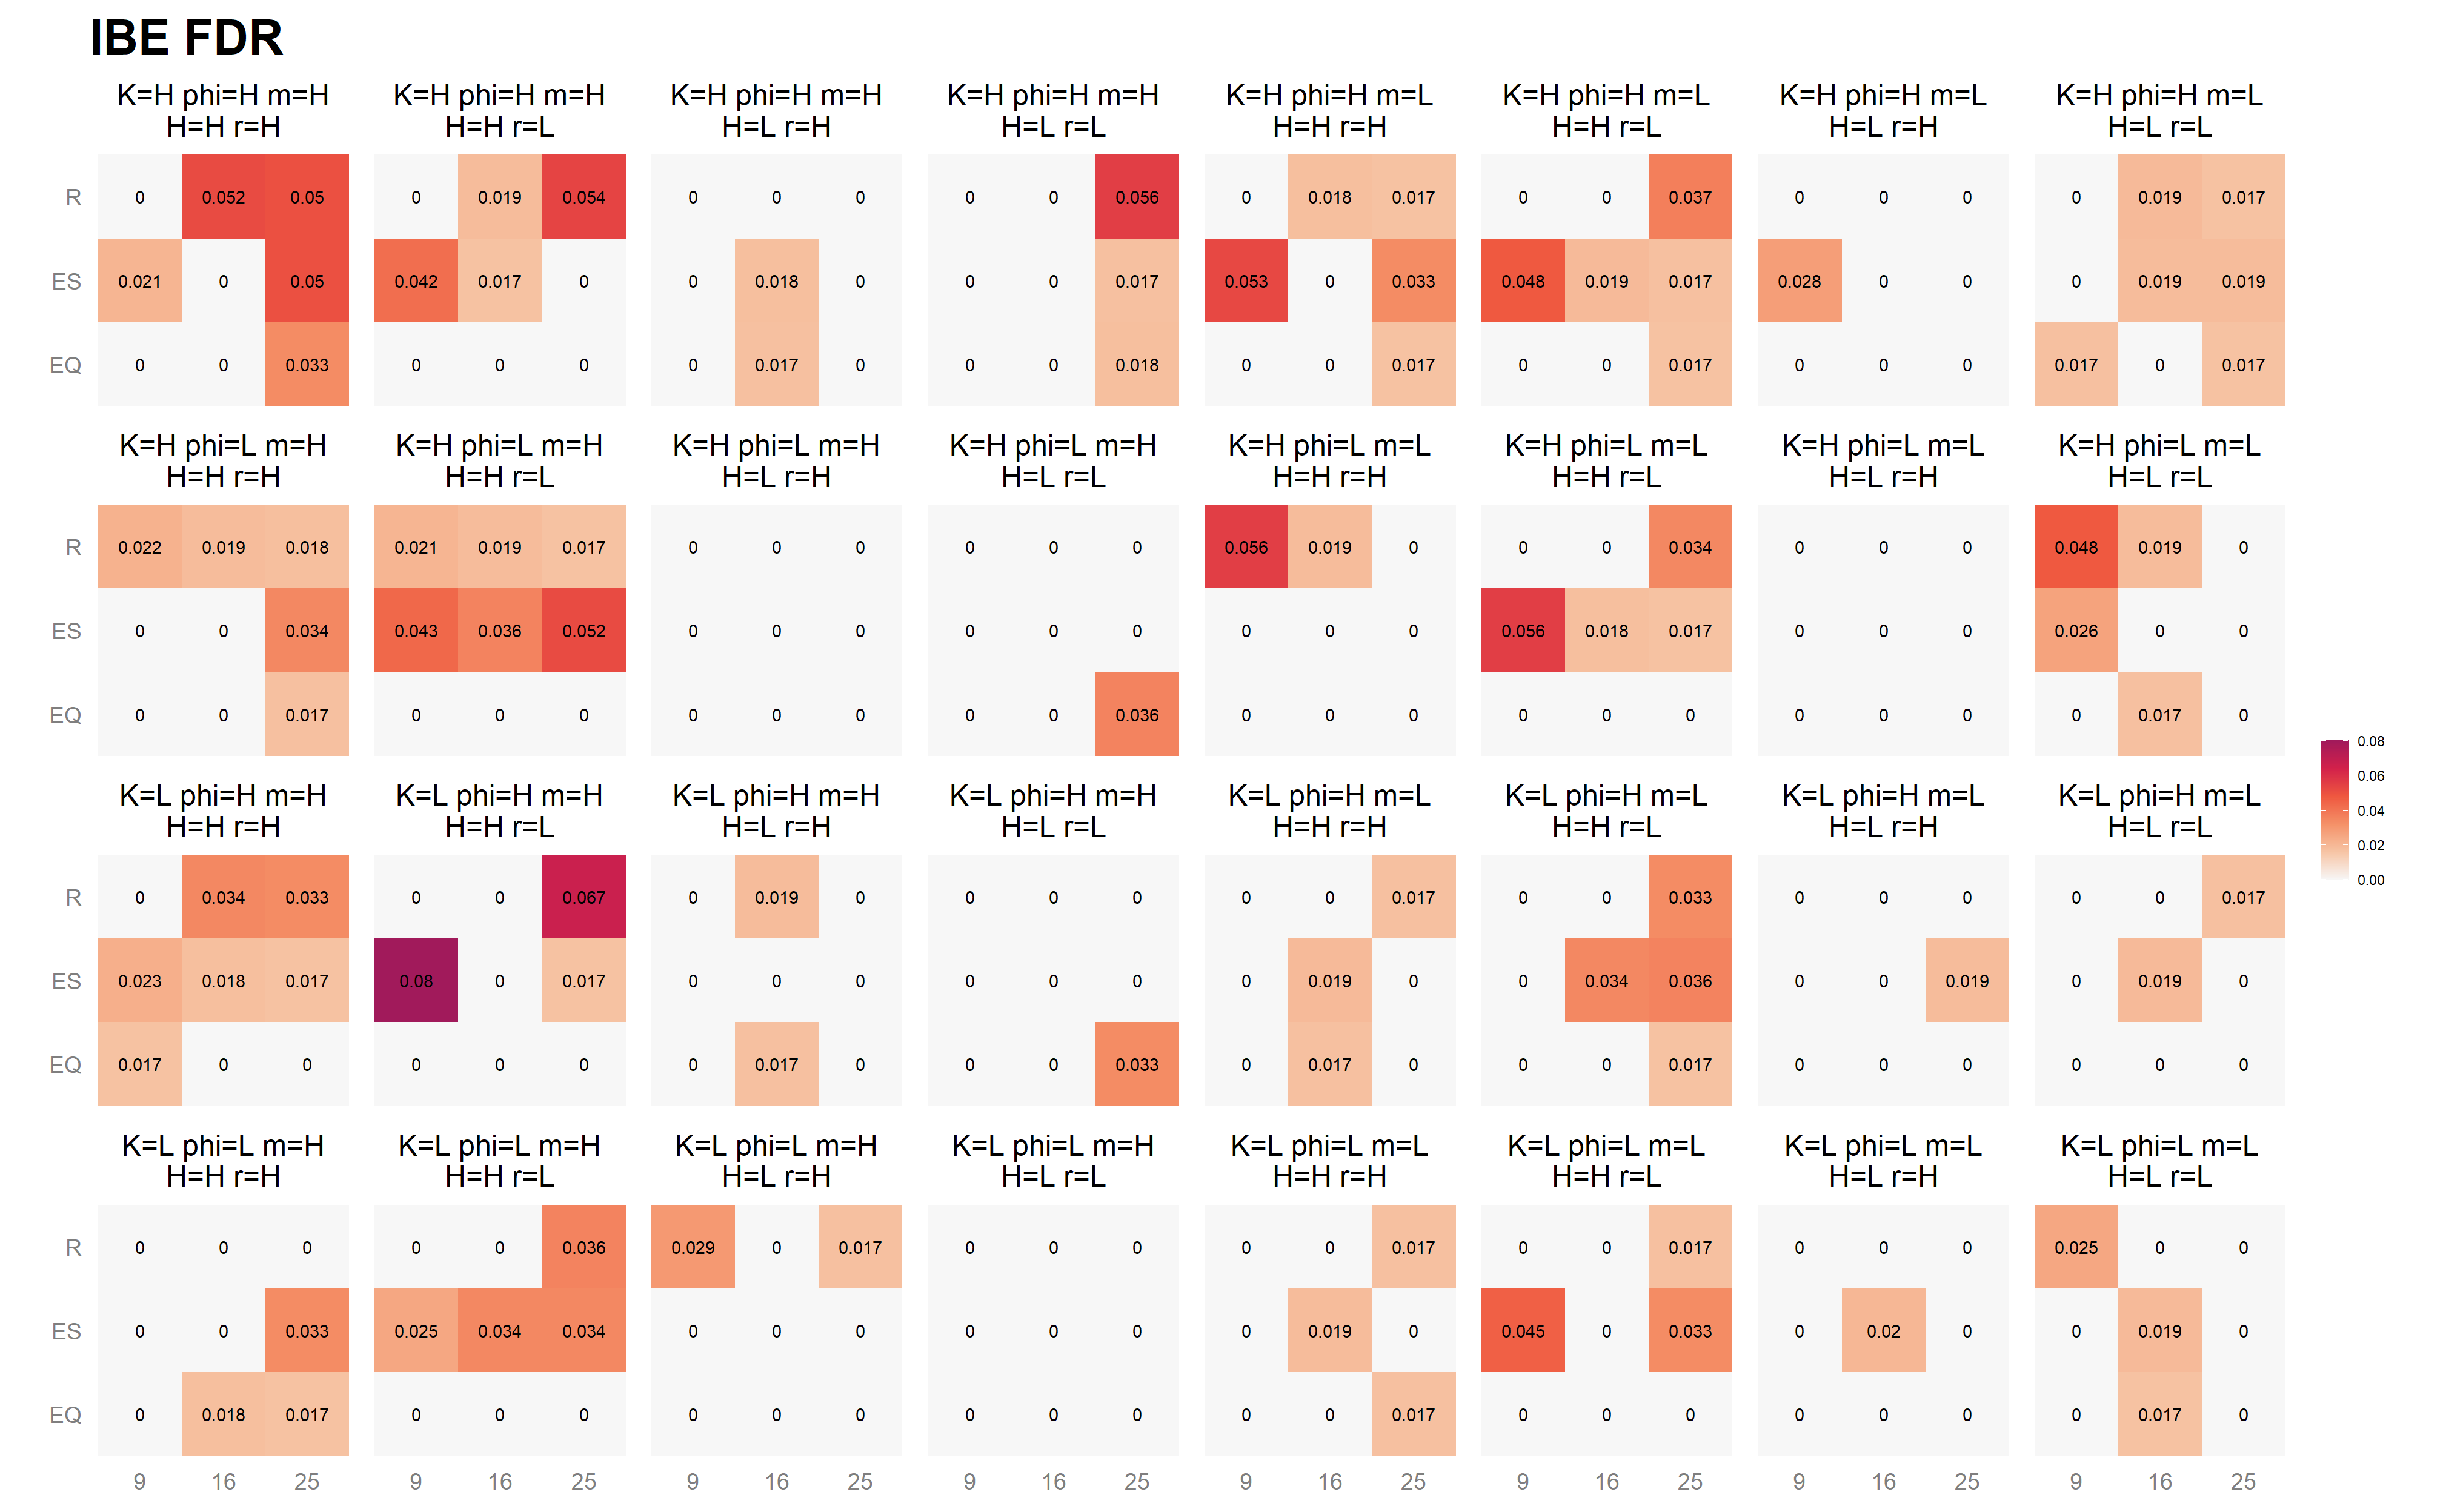 IBE FDR
K=H phi=H m=H K=H phi=H m=H K=H phi=H m=H K=H phi=H m=H K=H phi=H m=L K=H phi=H m=L K=H phi=H m=L K=H phi=H m=L
H=H r=H H=H r=L H=L r=H H=L r=L H=H r=H H=H r=L H=L r=H H=L r=L
R 0 0.052 0.05 0 0.019 0.054 0 0 0 0 0 0.056 0 0.018 0.017 0 0 0.037 0 0 0 0 0.019 0.017
ES 0.021 0 0.05 0.042 0.017 0 0 0.018 0 0 0 0.017 0.053 0 0.033 0.048 0.019 0.017 0.028 0 0 0 0.019 0.019
EQ 0 0 0.033 0 0 0 0 0.017 0 0 0 0.018 0 0 0.017 0 0 0.017 0 0 0 0.017 0 0.017
K=H phi=L m=H K=H phi=L m=H K=H phi=L m=H K=H phi=L m=H K=H phi=L m=L K=H phi=L m=L K=H phi=L m=L K=H phi=L m=L
H=H r=H H=H r=L H=L r=H H=L r=L H=H r=H H=H r=L H=L r=H H=L r=L
R 0.022 0.019 0.018 0.021 0.019 0.017 0 0 0 0 0 0 0.056 0.019 0 0 0 0.034 0 0 0 0.048 0.019 0
ES 0 0 0.034 0.043 0.036 0.052 0 0 0 0 0 0 0 0 0 0.056 0.018 0.017 0 0 0 0.026 0 0
EQ 0 0 0.017 0 0 0 0 0 0 0 0 0.036 0 0 0 0 0 0 0 0 0 0 0.017 0
0.08
0.06
0.04
0.02
0.00
K=L phi=H m=H K=L phi=H m=H K=L phi=H m=H K=L phi=H m=H K=L phi=H m=L K=L phi=H m=L K=L phi=H m=L K=L phi=H m=L
H=H r=H H=H r=L H=L r=H H=L r=L H=H r=H H=H r=L H=L r=H H=L r=L
R 0 0.034 0.033 0 0 0.067 0 0.019 0 0 0 0 0 0 0.017 0 0 0.033 0 0 0 0 0 0.017
ES 0.023 0.018 0.017 0.08 0 0.017 0 0 0 0 0 0 0 0.019 0 0 0.034 0.036 0 0 0.019 0 0.019 0
EQ 0.017 0 0 0 0 0 0 0.017 0 0 0 0.033 0 0.017 0 0 0 0.017 0 0 0 0 0 0
K=L phi=L m=H K=L phi=L m=H K=L phi=L m=H K=L phi=L m=H K=L phi=L m=L K=L phi=L m=L K=L phi=L m=L K=L phi=L m=L
H=H r=H H=H r=L H=L r=H H=L r=L H=H r=H H=H r=L H=L r=H H=L r=L
R 0 0 0 0 0 0.036 0.029 0 0.017 0 0 0 0 0 0.017 0 0 0.017 0 0 0 0.025 0 0
ES 0 0 0.033 0.025 0.034 0.034 0 0 0 0 0 0 0 0.019 0 0.045 0 0.033 0 0.02 0 0 0.019 0
EQ 0 0.018 0.017 0 0 0 0 0 0 0 0 0 0 0 0.017 0 0 0 0 0 0 0 0.017 0
9 16 25 9 16 25 9 16 25 9 16 25 9 16 25 9 16 25 9 16 25 9 16 25